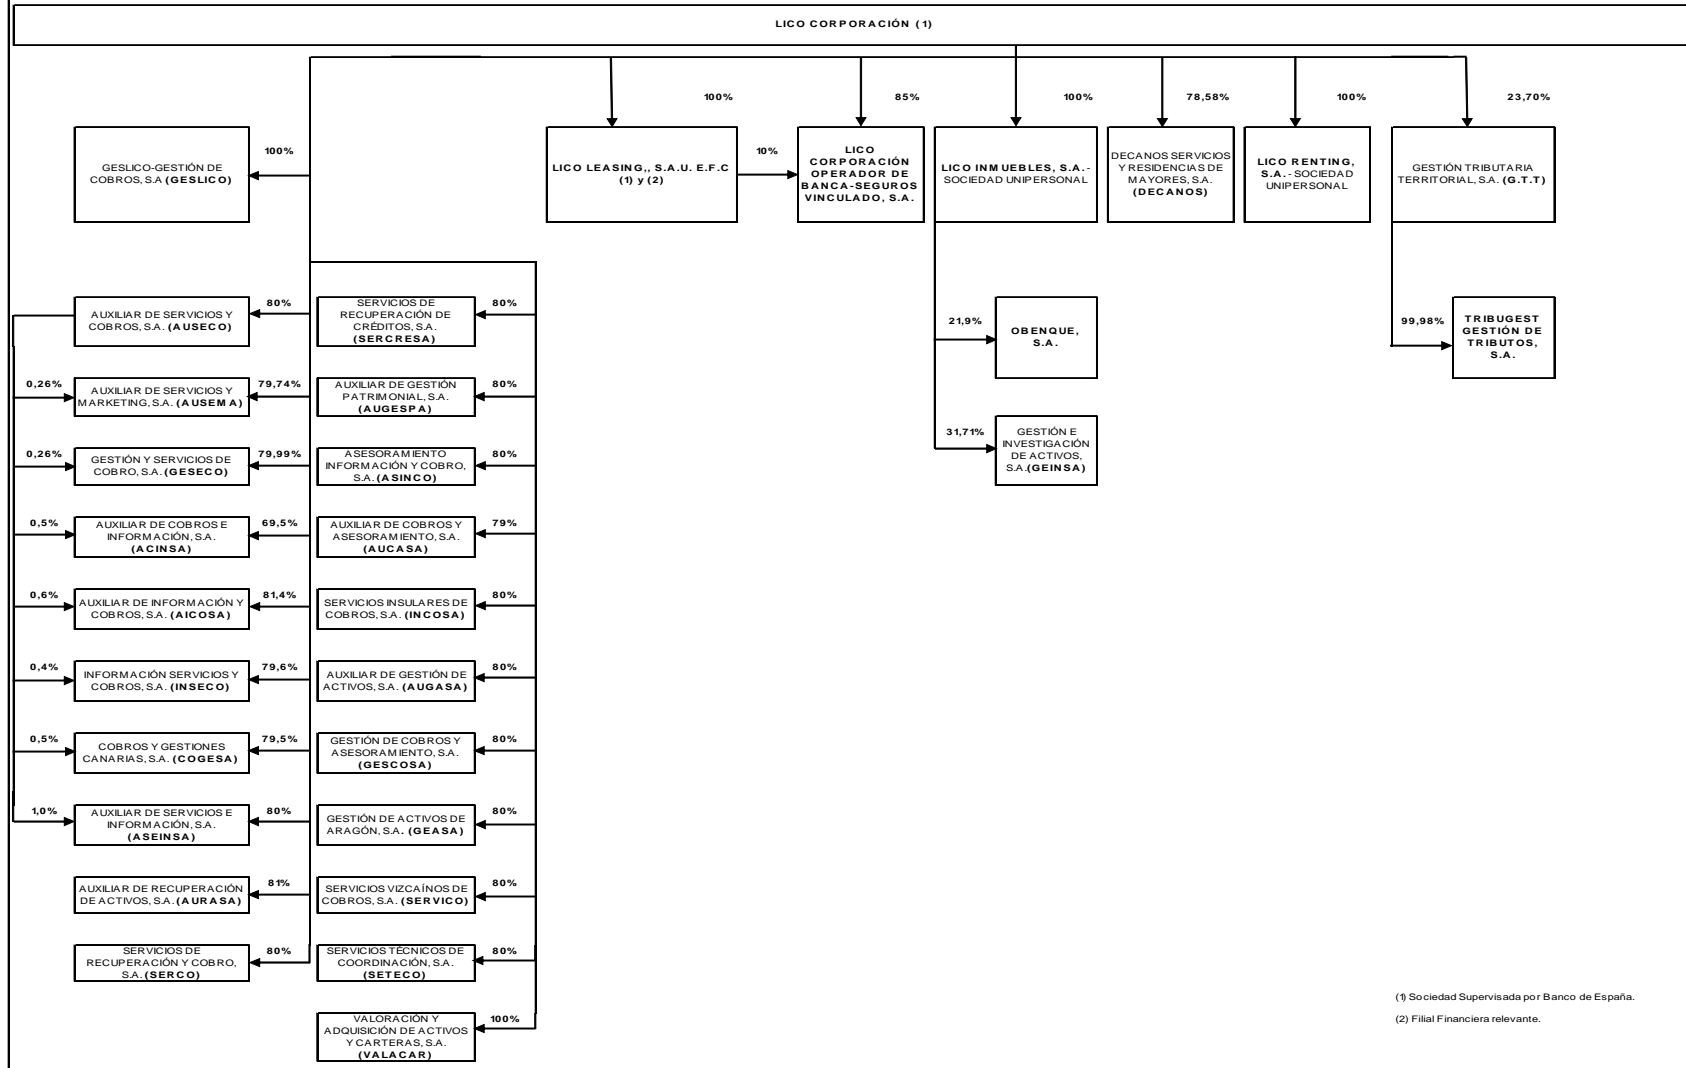 LICO CORPORACIÓN (1)
100%
85%
100%
78,58%
100%
23,70%
GESLICO-GESTIÓN DE
COBROS, S.A (GESLICO)
100%
LICO LEASING,, S.A.U. E.F.C
(1) y (2)
10%
LICO
CORPORACIÓN
OPERADOR DE
BANCA-SEGUROS
VINCULADO, S.A.
LICO INMUEBLES, S.A.-
SOCIEDAD UNIPERSONAL
DECANOS SERVICIOS
Y RESIDENCIAS DE
MAYORES, S.A.
(DECANOS)
LICO RENTING,
S.A.- SOCIEDAD
UNIPERSONAL
GESTIÓN TRIBUTARIA
TERRITORIAL, S.A. (G.T.T)
AUXILIAR DE SERVICIOS Y
COBROS, S.A. (AUSECO)
80%
SERVICIOS DE
RECUPERACIÓN DE
CRÉDITOS, S.A.
(SERCRESA)
80%
21,9%
OBENQUE,
S.A.
99,98%
TRIBUGEST
GESTIÓN DE
TRIBUTOS,
S.A.
0,26%
AUXILIAR DE SERVICIOS Y
MARKETING, S.A. (AUSEMA)
79,74%
AUXILIAR DE GESTIÓN
PATRIMONIAL, S.A.
(AUGESPA)
80%
31,71%
GESTIÓN E
INVESTIGACIÓN
DE ACTIVOS,
S.A.(GEINSA)
0,26%
GESTIÓN Y SERVICIOS DE
COBRO, S.A. (GESECO)
79,99%
ASESORAMIENTO
INFORMACIÓN Y COBRO,
S.A. (ASINCO)
80%
0,5%
AUXILIAR DE COBROS E
INFORMACIÓN, S.A.
(ACINSA)
69,5%
AUXILIAR DE COBROS Y
ASESORAMIENTO, S.A.
(AUCASA)
79%
0,6%
AUXILIAR DE INFORMACIÓN Y
COBROS, S.A. (AICOSA)
81,4%
SERVICIOS INSULARES DE
COBROS, S.A. (INCOSA)
80%
0,4%
INFORMACIÓN SERVICIOS Y
COBROS, S.A. (INSECO)
79,6%
AUXILIAR DE GESTIÓN DE
ACTIVOS, S.A. (AUGASA)
80%
0,5%
COBROS Y GESTIONES
CANARIAS, S.A. (COGESA)
79,5%
GESTIÓN DE COBROS Y
ASESORAMIENTO, S.A.
(GESCOSA)
80%
1,0%
AUXILIAR DE SERVICIOS E
INFORMACIÓN, S.A.
(ASEINSA)
80%
GESTIÓN DE ACTIVOS DE
ARAGÓN, S.A. (GEASA)
80%
AUXILIAR DE RECUPERACIÓN
DE ACTIVOS, S.A. (AURASA)
81%
SERVICIOS VIZCAÍNOS DE
COBROS, S.A. (SERVICO)
80%
SERVICIOS DE
RECUPERACIÓN Y COBRO,
S.A. (SERCO)
80%
SERVICIOS TÉCNICOS DE
COORDINACIÓN, S.A.
(SETECO)
80%
VALORACIÓN Y
ADQUISICIÓN DE ACTIVOS
Y CARTERAS, S.A.
(VALACAR)
100%
(1) Sociedad Supervisada por Banco de España.
(2) Filial Financiera relevante.